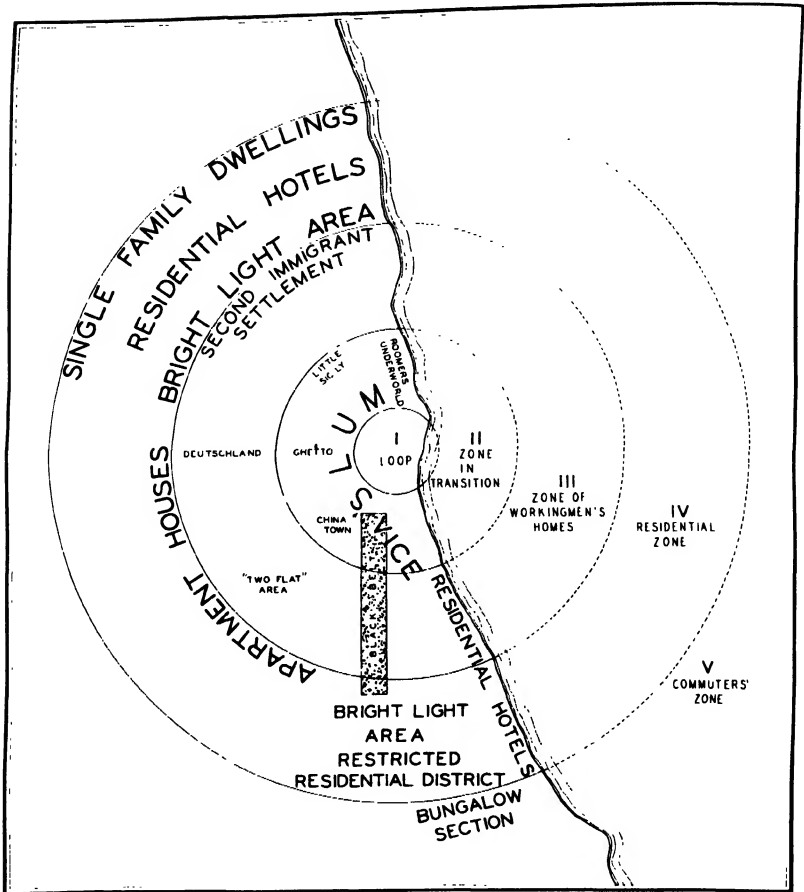 SINGLE FAMILY DWELLINGS
RESIDENTIAL HOTELS
BRIGHT LIGHT AREA
SECOND IMMIGRANT
SETTLEMENT
LITTLE
SICILY
ROOMERS
UNDERWORLD
SLUM
I
LOOP
II
ZONE
IN
TRANSITION
III
ZONE OF
WORKINGMEN'S
HOMES
IV
RESIDENTIAL
ZONE
V
COMMUTERS'
ZONE
DEUTSCHLAND
GHETTO
CHINA
TOWN
VICE
"TWO FLAT"
AREA
BLACK BELT
APARTMENT HOUSES
RESIDENTIAL HOTELS
BRIGHT LIGHT
AREA
RESTRICTED
RESIDENTIAL DISTRICT
BUNGALOW
SECTION